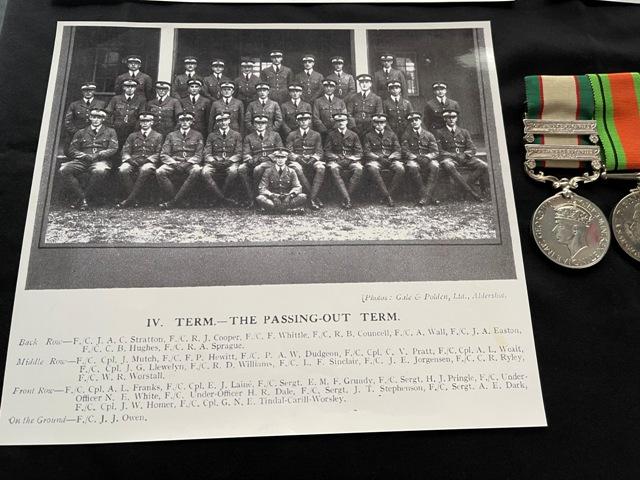 [Photos: Gale & Polden, Ltd., Aldershot.
IV. TERM.—THE PASSING-OUT TERM.
Back Row—F./C. J. A. C. Stratton, F./C. R. J. Cooper, F./C. F. Whittle, F./C. R. B. Councell, F./C. A. Wall, F./C. J. A. Easton,
F./C. C. B. Hughes, F./C. R. A. Sprague.
Middle Row—F./C. Cpl. J. Mutch, F./C. F. P. Hewitt, F./C. P. A. W. Dudgeon, F./C. Cpl. C. V. Pratt, F./C. Cpl. A. L. Weait,
F./C. Cpl. J. G. Llewelyn, F./C. R. D. Williams, F./C. L. F. Sinclair, F./C. J. E. Jorgensen, F./C. C. R. Ryley,
F./C. W. R. Worstall.
Front Row—F./C. Cpl. A. L. Franks, F./C. Cpl. E. J. Laine, F./C. Sergt. E. M. F. Grundy, F./C. Sergt. H. J. Pringle, F./C. Under-
Officer N. E. White, F./C. Under-Officer H. R. Dale, F./C. Sergt. J. T. Stephenson, F./C. Sergt. A. E. Dark,
F./C. Cpl. J. W. Homer, F./C. Cpl. G. N. E. Tindal-Carill-Worsley.
On the Ground—F./C. J. J. Owen.